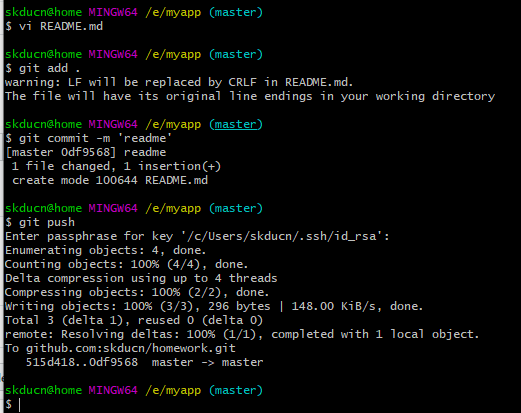 skducn@home MINGW64 /e/myapp (master)
$ vi README.md
skducn@home MINGW64 /e/myapp (master)
$ git add .
warning: LF will be replaced by CRLF in README.md.
The file will have its original line endings in your working directory
skducn@home MINGW64 /e/myapp (master)
$ git commit -m 'readme'
[master 0df9568] readme
 1 file changed, 1 insertion(+)
 create mode 100644 README.md
skducn@home MINGW64 /e/myapp (master)
$ git push
Enter passphrase for key '/c/Users/skducn/.ssh/id_rsa':
Enumerating objects: 4, done.
Counting objects: 100% (4/4), done.
Delta compression using up to 4 threads
Compressing objects: 100% (2/2), done.
Writing objects: 100% (3/3), 296 bytes | 148.00 KiB/s, done.
Total 3 (delta 1), reused 0 (delta 0)
remote: Resolving deltas: 100% (1/1), completed with 1 local object.
To github.com:skducn/homework.git
   515d418..0df9568  master -> master
skducn@home MINGW64 /e/myapp (master)
$